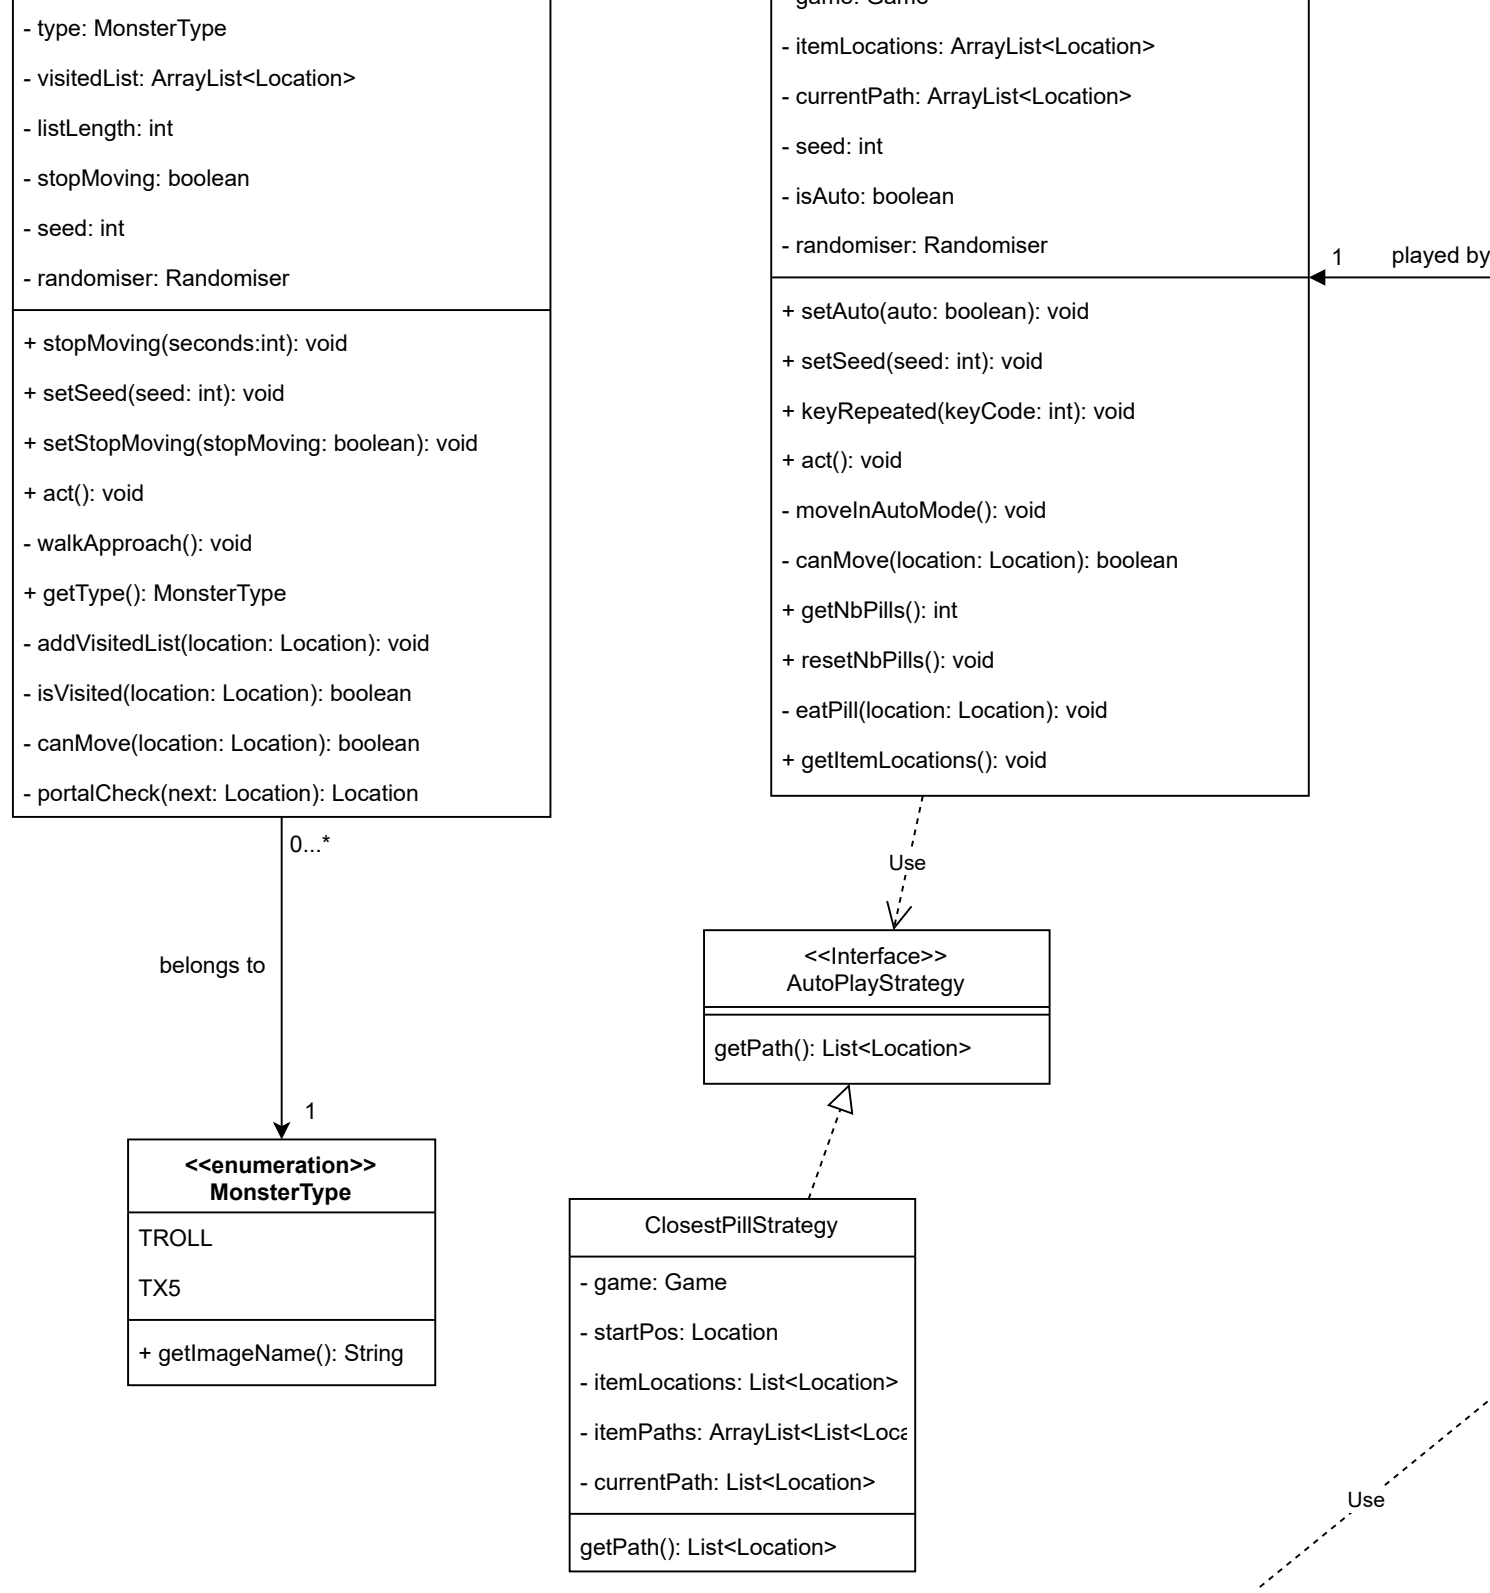 - type: MonsterType
- visitedList: ArrayList<Location>
- listLength: int
- stopMoving: boolean
- seed: int
- randomiser: Randomiser
+ stopMoving(seconds:int): void
+ setSeed(seed: int): void
+ setStopMoving(stopMoving: boolean): void
+ act(): void
- walkApproach(): void
+ getType(): MonsterType
- addVisitedList(location: Location): void
- isVisited(location: Location): boolean
- canMove(location: Location): boolean
- portalCheck(next: Location): Location
0...*
belongs to
1
<<enumeration>>
MonsterType
TROLL
TX5
+ getImageName(): String
- game: Game
- itemLocations: ArrayList<Location>
- currentPath: ArrayList<Location>
- seed: int
- isAuto: boolean
- randomiser: Randomiser
1
played by
+ setAuto(auto: boolean): void
+ setSeed(seed: int): void
+ keyRepeated(keyCode: int): void
+ act(): void
- moveInAutoMode(): void
- canMove(location: Location): boolean
+ getNbPills(): int
+ resetNbPills(): void
- eatPill(location: Location): void
+ getItemLocations(): void
Use
<<Interface>>
AutoPlayStrategy
getPath(): List<Location>
ClosestPillStrategy
- game: Game
- startPos: Location
- itemLocations: List<Location>
- itemPaths: ArrayList<List<Loca
- currentPath: List<Location>
getPath(): List<Location>
Use